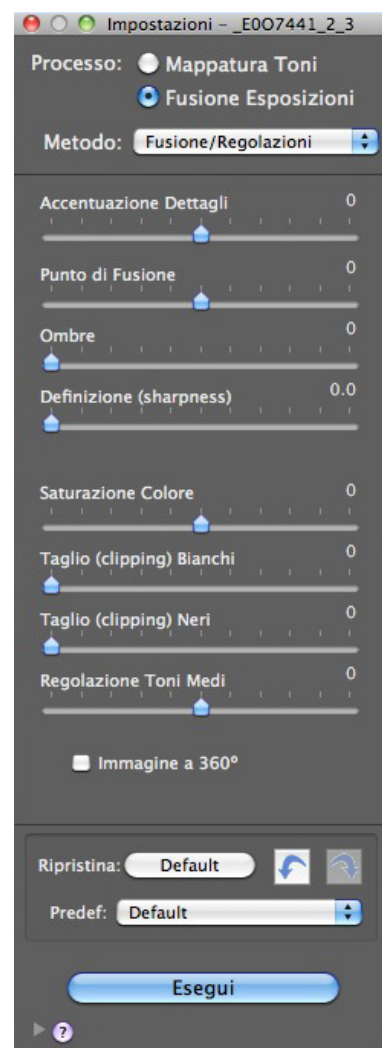 Impostazioni – _E0O7441_2_3
Processo: Mappatura Toni
Fusione Esposizioni
Metodo: Fusione/Regolazioni
Accentuazione Dettagli 0
Punto di Fusione 0
Ombre 0
Definizione (sharpness) 0.0
Saturazione Colore 0
Taglio (clipping) Bianchi 0
Taglio (clipping) Neri 0
Regolazione Toni Medi 0
Immagine a 360°
Ripristina: Default
Predef: Default
Esegui
?